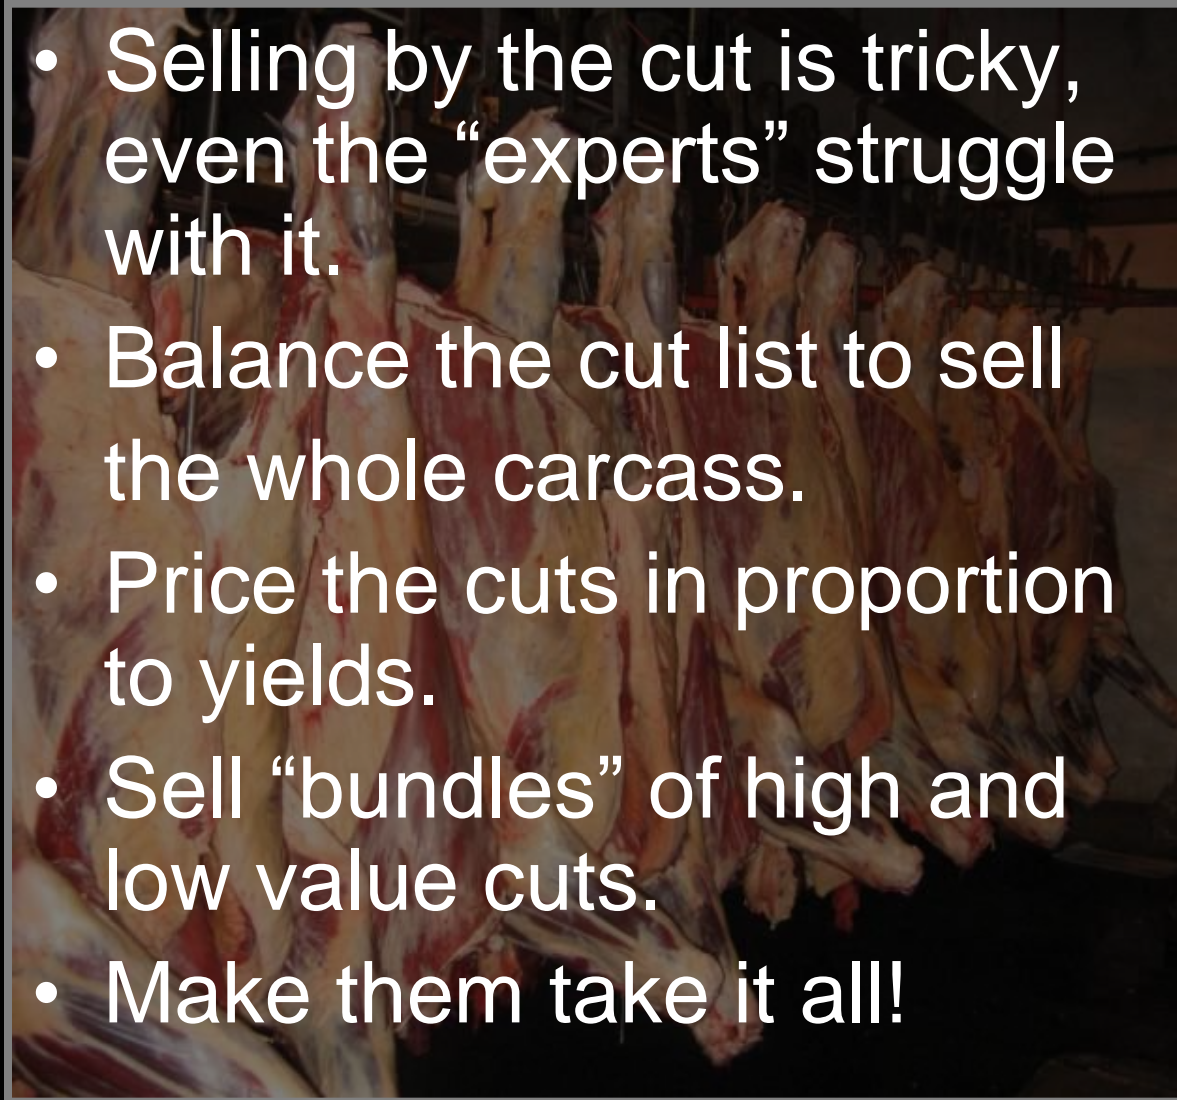 • Selling by the cut is tricky,
even the “experts” struggle
with it.
• Balance the cut list to sell
the whole carcass.
• Price the cuts in proportion
to yields.
• Sell “bundles” of high and
low value cuts.
• Make them take it all!